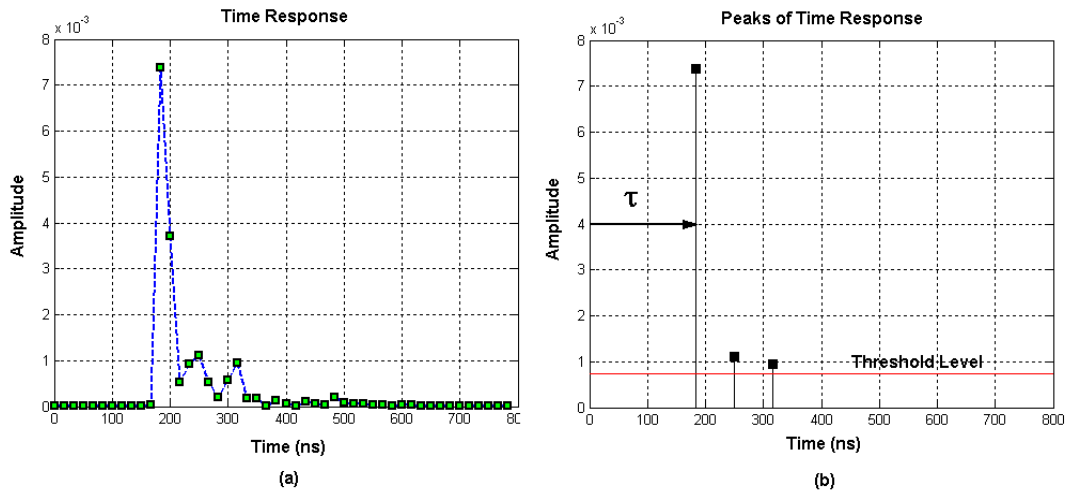 Time Response
x 10^-3
8
7
6
5
4
3
2
1
0
Amplitude
0 100 200 300 400 500 600 700 80
Time (ns)
(a)
Peaks of Time Response
x 10^-3
8
7
6
5
4
3
2
1
0
Amplitude
τ
Threshold Level
0 100 200 300 400 500 600 700 800
Time (ns)
(b)